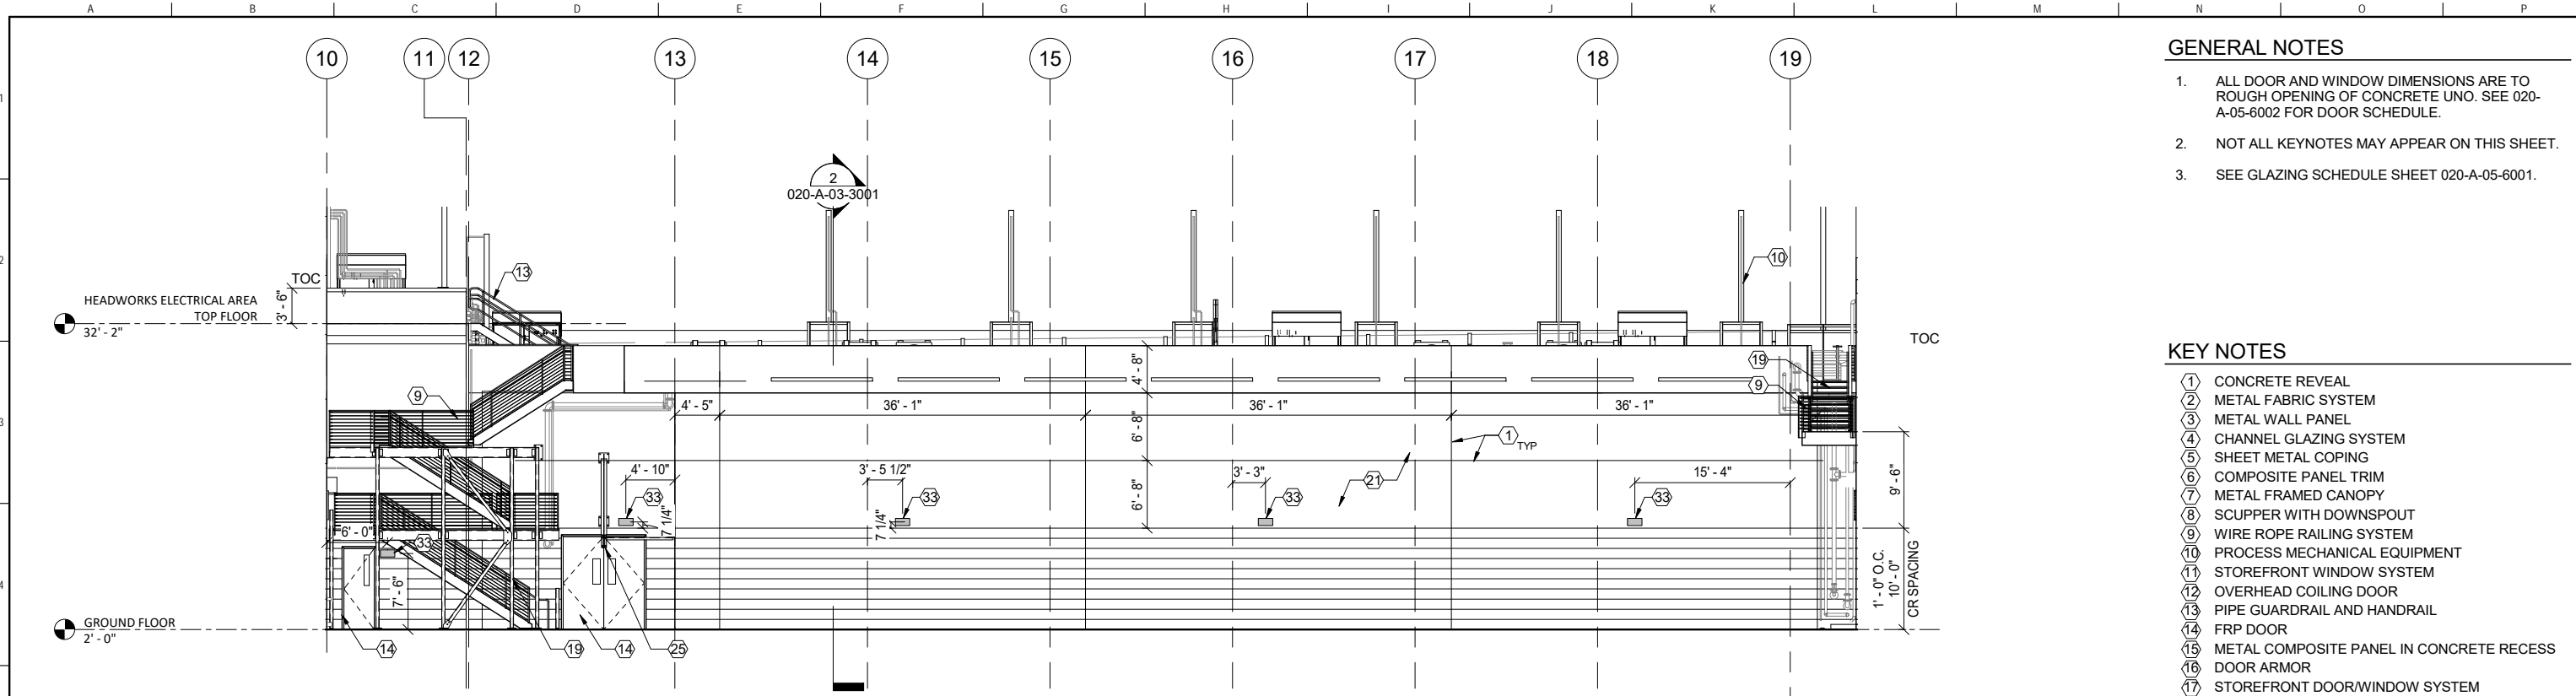 A B C D E F G H I J K L M N O P
10 11 12 13 14 15 16 17 18 19
1
2
3
4
2
020-A-03-3001
13
10
TOC
HEADWORKS ELECTRICAL AREA
TOP FLOOR
32' - 2"
3' - 6"
TOC
19
9
9
4' - 8"
4' - 5" 36' - 1" 36' - 1" 36' - 1"
6' - 8"
1
TYP
4' - 10" 3' - 5 1/2" 3' - 3" 15' - 4"
21
33 33 33 33
6' - 8"
9' - 6"
7 1/4" 7 1/4"
6' - 0"
33
7' - 6"
1' - 0" O.C.
10' - 0"
CR SPACING
GROUND FLOOR
2' - 0"
14 19 14 25
GENERAL NOTES
1. ALL DOOR AND WINDOW DIMENSIONS ARE TO
ROUGH OPENING OF CONCRETE UNO. SEE 020-
A-05-6002 FOR DOOR SCHEDULE.
2. NOT ALL KEYNOTES MAY APPEAR ON THIS SHEET.
3. SEE GLAZING SCHEDULE SHEET 020-A-05-6001.
KEY NOTES
1 CONCRETE REVEAL
2 METAL FABRIC SYSTEM
3 METAL WALL PANEL
4 CHANNEL GLAZING SYSTEM
5 SHEET METAL COPING
6 COMPOSITE PANEL TRIM
7 METAL FRAMED CANOPY
8 SCUPPER WITH DOWNSPOUT
9 WIRE ROPE RAILING SYSTEM
10 PROCESS MECHANICAL EQUIPMENT
11 STOREFRONT WINDOW SYSTEM
12 OVERHEAD COILING DOOR
13 PIPE GUARDRAIL AND HANDRAIL
14 FRP DOOR
15 METAL COMPOSITE PANEL IN CONCRETE RECESS
16 DOOR ARMOR
17 STOREFRONT DOOR/WINDOW SYSTEM